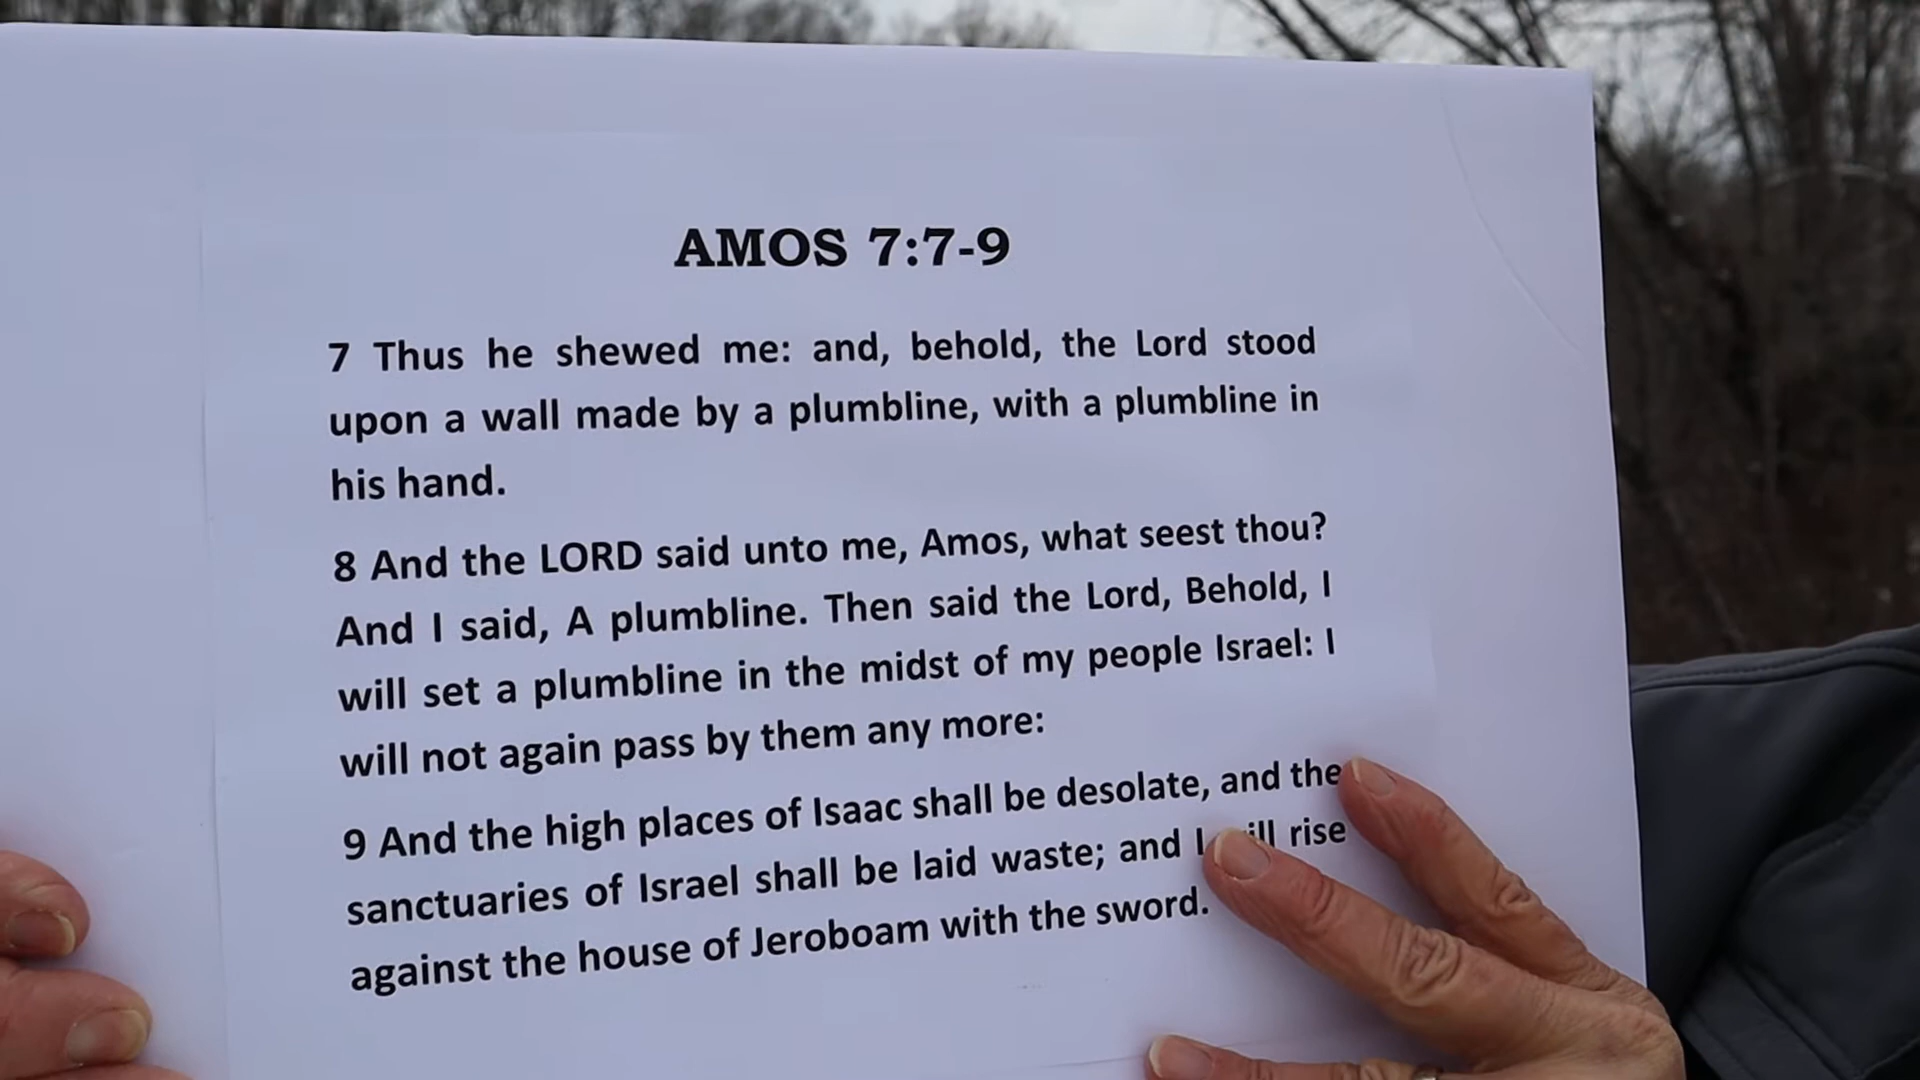 AMOS 7:7-9
7 Thus he shewed me: and, behold, the Lord stood
upon a wall made by a plumbline, with a plumbline in
his hand.
8 And the LORD said unto me, Amos, what seest thou?
And I said, A plumbline. Then said the Lord, Behold, I
will set a plumbline in the midst of my people Israel: I
will not again pass by them any more:
9 And the high places of Isaac shall be desolate, and the
sanctuaries of Israel shall be laid waste; and I will rise
against the house of Jeroboam with the sword.